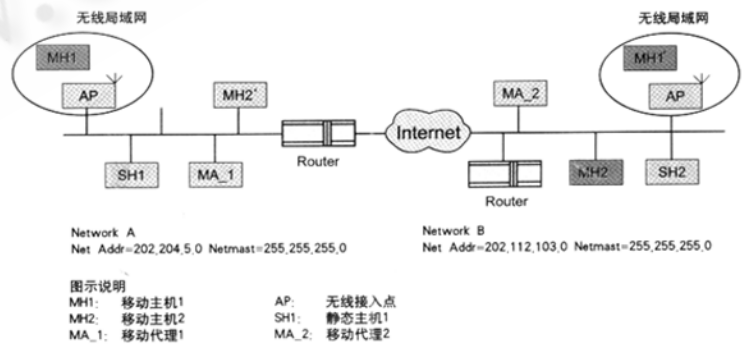 无线局域网
无线局域网
MH1
AP
MH2'
MA_2
MH1'
AP
Internet
Router
SH1
MA_1
MH2
SH2
Router
Network A
Net Addr=202,204,5,0 Netmast=255,255,255,0
Network B
Net Addr=202,112,103,0 Netmast=255,255,255,0
图示说明
MH1: 移动主机1
AP: 无线接入点
MH2: 移动主机2
SH1: 静态主机1
MA_1: 移动代理1
MA_2: 移动代理2